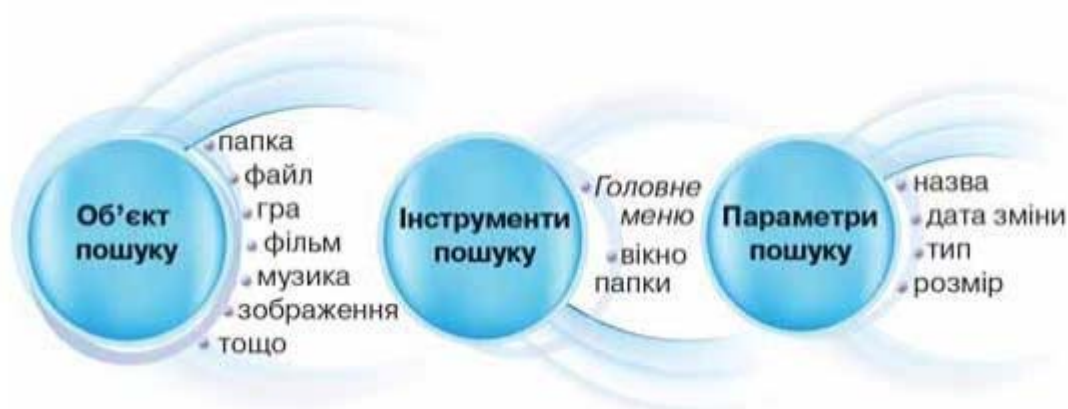 Об’єкт
пошуку
папка
файл
гра
фільм
музика
зображення
тощо
Інструменти
пошуку
Головне
меню
вікно
папки
Параметри
пошуку
назва
дата зміни
тип
розмір